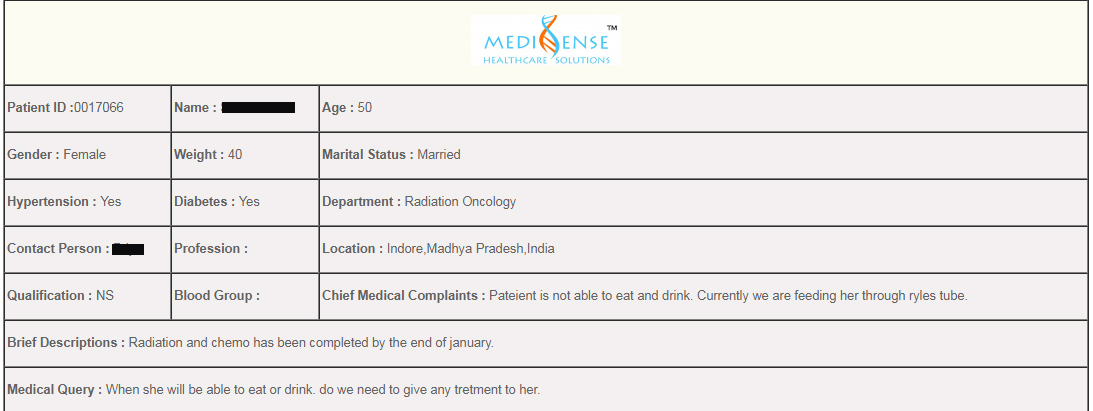 MEDISENSE™
HEALTHCARE SOLUTIONS
Patient ID :0017066 Name : Age : 50
Gender : Female Weight : 40 Marital Status : Married
Hypertension : Yes Diabetes : Yes Department : Radiation Oncology
Contact Person : Profession : Location : Indore,Madhya Pradesh,India
Qualification : NS Blood Group : Chief Medical Complaints : Pateient is not able to eat and drink. Currently we are feeding her through ryles tube.
Brief Descriptions : Radiation and chemo has been completed by the end of january.
Medical Query : When she will be able to eat or drink. do we need to give any tretment to her.